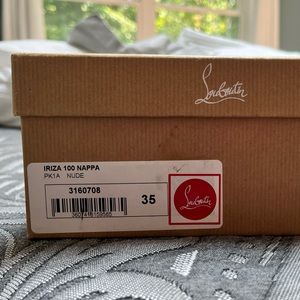 Louboutin
IRIZA 100 NAPPA
PK1A NUDE
3160708
35
Louboutin